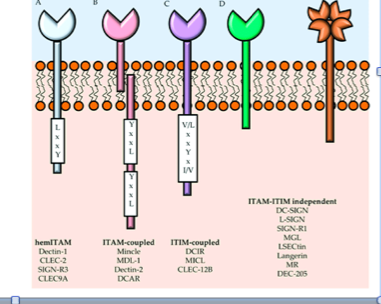 A B C D
L
x
x
Y
Y
x
x
L
Y
x
x
L
V/L
x
x
Y
x
I/V
hemITAM
Dectin-1
CLEC-2
SIGN-R3
CLEC9A
ITAM-coupled
Mincle
MDL-1
Dectin-2
DCAR
ITIM-coupled
DCIR
MICL
CLEC-12B
ITAM-ITIM independent
DC-SIGN
L-SIGN
SIGN-R1
MGL
LSECtin
Langerin
MR
DEC-205